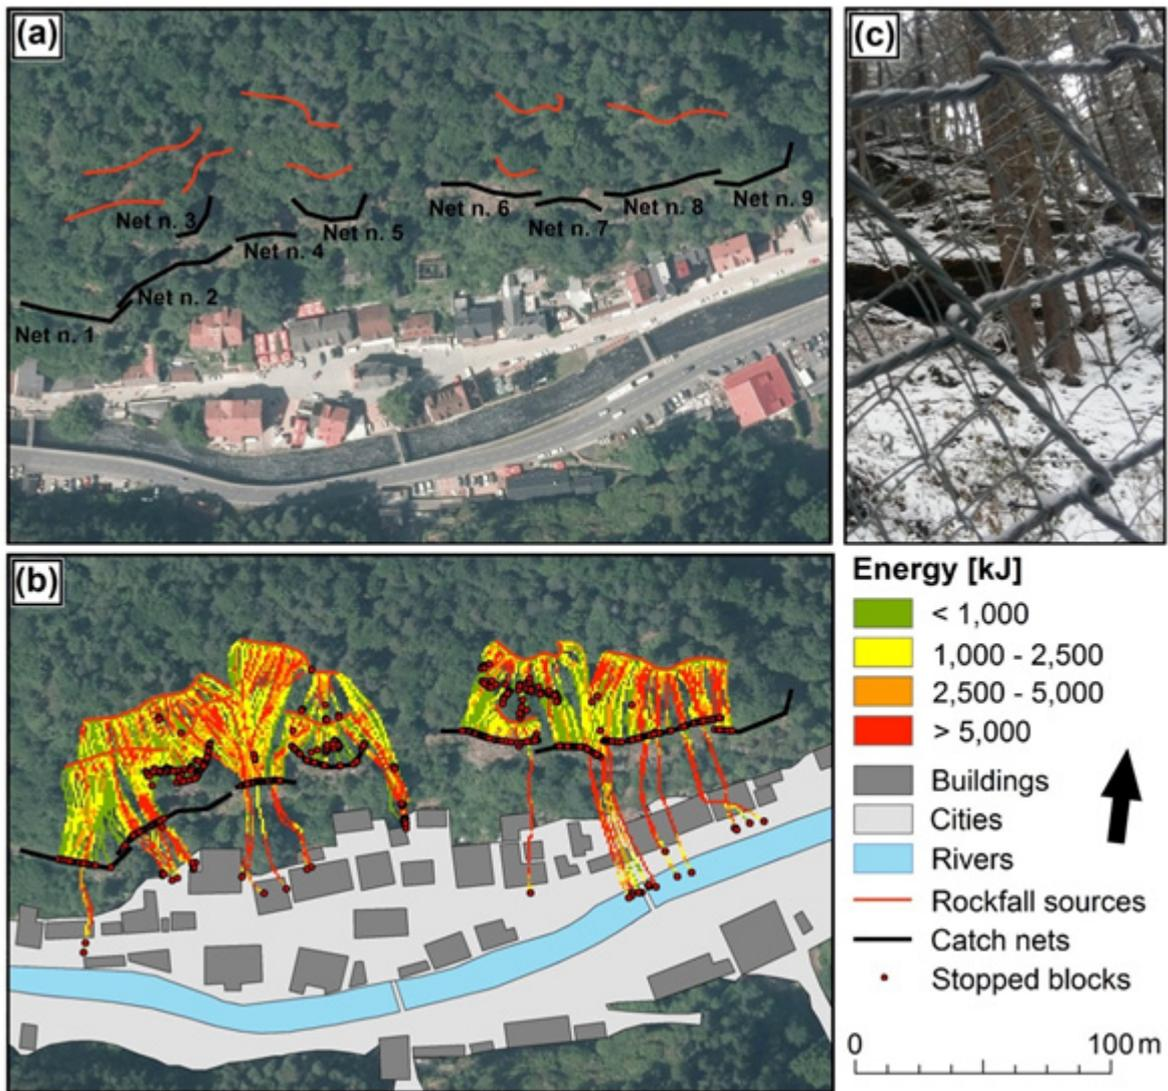 (a)
Net n. 3
Net n. 5
Net n. 4
Net n. 2
Net n. 1
Net n. 6
Net n. 7
Net n. 8
Net n. 9
(c)
(b)
Energy [kJ]
< 1,000
1,000 - 2,500
2,500 - 5,000
> 5,000
Buildings
Cities
Rivers
Rockfall sources
Catch nets
Stopped blocks
0 100 m